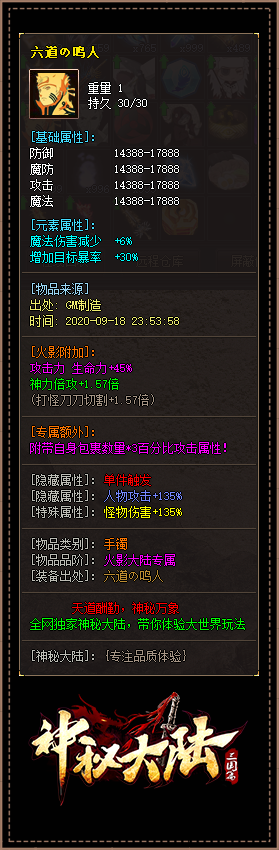 六道の鸣人
重量 1
持久 30/30
[基础属性]:
防御 14388-17888
魔防 14388-17888
攻击 14388-17888
魔法 14388-17888
[元素属性]:
魔法伤害减少 +6%
增加目标暴率 +30%
[物品来源]
出处: GM制造
时间: 2020-09-18 23:53:58
[火影附加]:
攻击力 生命力+45%
神力倍攻+1.57倍
(打怪刀刀切割+1.57倍)
[专属额外]:
附带自身包裹数量*3百分比攻击属性!
[隐藏属性]: 单件触发
[隐藏属性]: 人物攻击+135%
[特殊属性]: 怪物伤害+135%
[物品类别]: 手镯
[物品品阶]: 火影大陆专属
[装备出处]: 六道の鸣人
天道酬勤，神秘万象
全网独家神秘大陆，带你体验大世界玩法
[神秘大陆]: {专注品质体验}
神秘大陆
三国篇